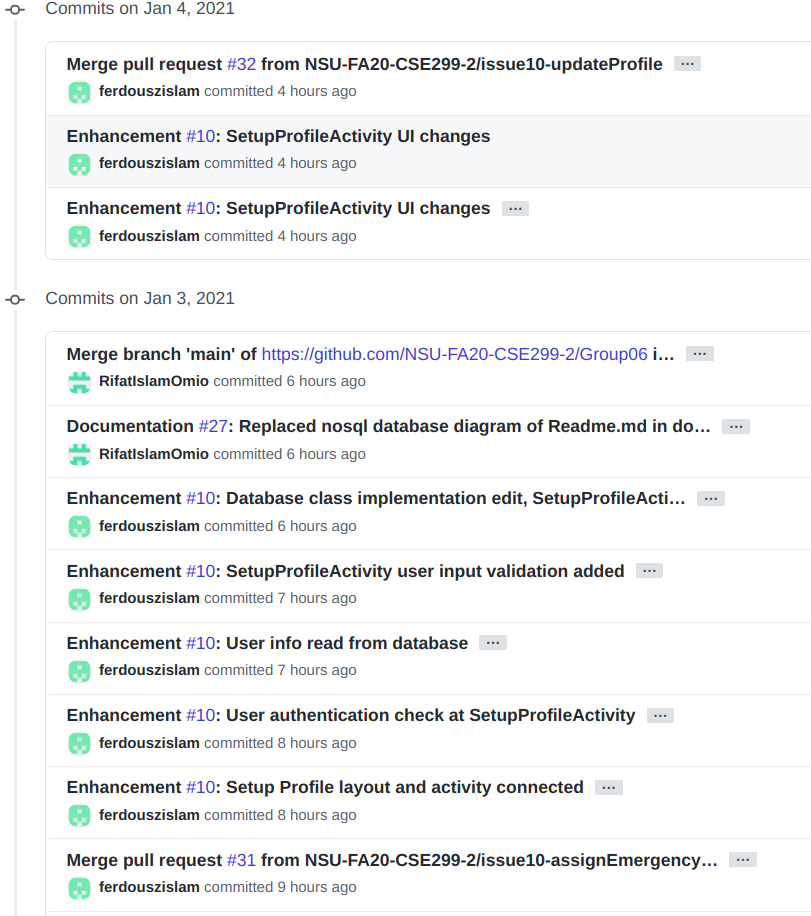 Commits on Jan 4, 2021
Merge pull request #32 from NSU-FA20-CSE299-2/issue10-updateProfile ...
ferdouszislam committed 4 hours ago
Enhancement #10: SetupProfileActivity UI changes
ferdouszislam committed 4 hours ago
Enhancement #10: SetupProfileActivity UI changes ...
ferdouszislam committed 4 hours ago
Commits on Jan 3, 2021
Merge branch 'main' of https://github.com/NSU-FA20-CSE299-2/Group06 i… ...
RifatIslamOmio committed 6 hours ago
Documentation #27: Replaced nosql database diagram of Readme.md in do… ...
RifatIslamOmio committed 6 hours ago
Enhancement #10: Database class implementation edit, SetupProfileActi… ...
ferdouszislam committed 6 hours ago
Enhancement #10: SetupProfileActivity user input validation added ...
ferdouszislam committed 7 hours ago
Enhancement #10: User info read from database ...
ferdouszislam committed 7 hours ago
Enhancement #10: User authentication check at SetupProfileActivity ...
ferdouszislam committed 8 hours ago
Enhancement #10: Setup Profile layout and activity connected ...
ferdouszislam committed 8 hours ago
Merge pull request #31 from NSU-FA20-CSE299-2/issue10-assignEmergency… ...
ferdouszislam committed 9 hours ago